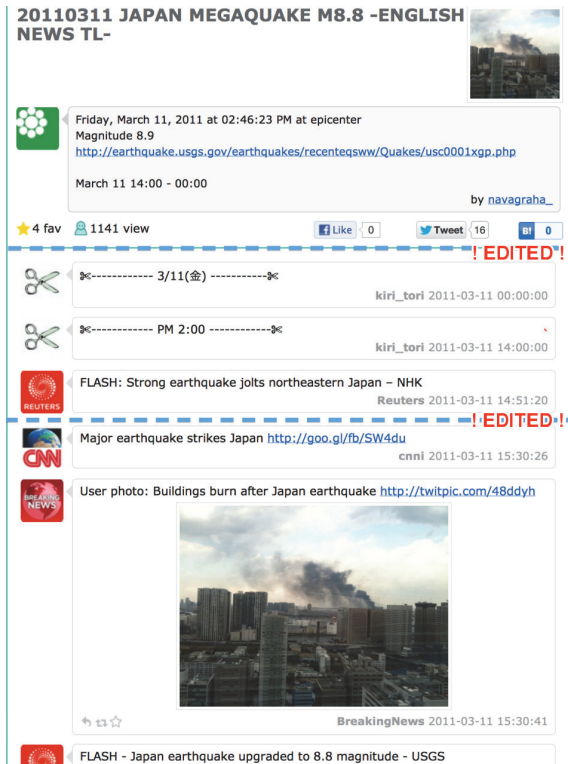 20110311 JAPAN MEGAQUAKE M8.8 -ENGLISH
NEWS TL-
Friday, March 11, 2011 at 02:46:23 PM at epicenter
Magnitude 8.9
http://earthquake.usgs.gov/earthquakes/recenteqsww/Quakes/usc0001xgp.php
March 11 14:00 - 00:00
by navagraha_
4 fav 1141 view Like 0 Tweet 16 B! 0
! EDITED !
✄------------ 3/11(金) -----------✄
kiri_tori 2011-03-11 00:00:00
✄------------ PM 2:00 ------------✄
kiri_tori 2011-03-11 14:00:00
FLASH: Strong earthquake jolts northeastern Japan – NHK
REUTERS
Reuters 2011-03-11 14:51:20
! EDITED !
Major earthquake strikes Japan http://goo.gl/fb/SW4du
CNN
cnni 2011-03-11 15:30:26
User photo: Buildings burn after Japan earthquake http://twitpic.com/48ddyh
BREAKING
NEWS
BreakingNews 2011-03-11 15:30:41
FLASH - Japan earthquake upgraded to 8.8 magnitude - USGS